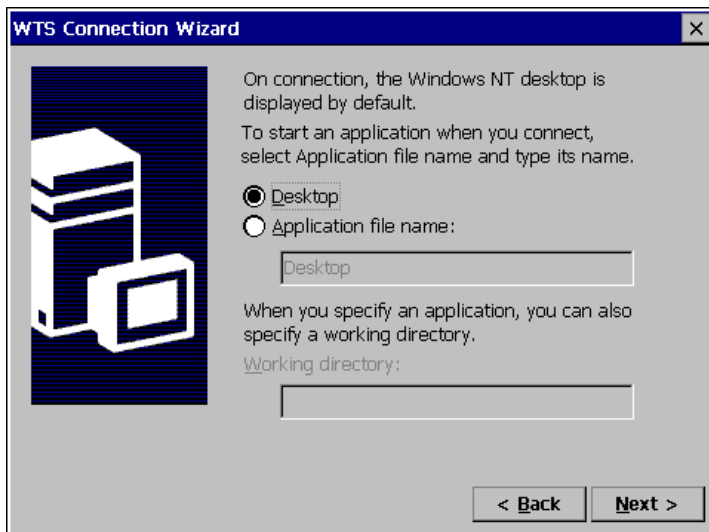 WTS Connection Wizard
On connection, the Windows NT desktop is
displayed by default.
To start an application when you connect,
select Application file name and type its name.
Desktop
Application file name:
Desktop
When you specify an application, you can also
specify a working directory.
Working directory:
< Back Next >